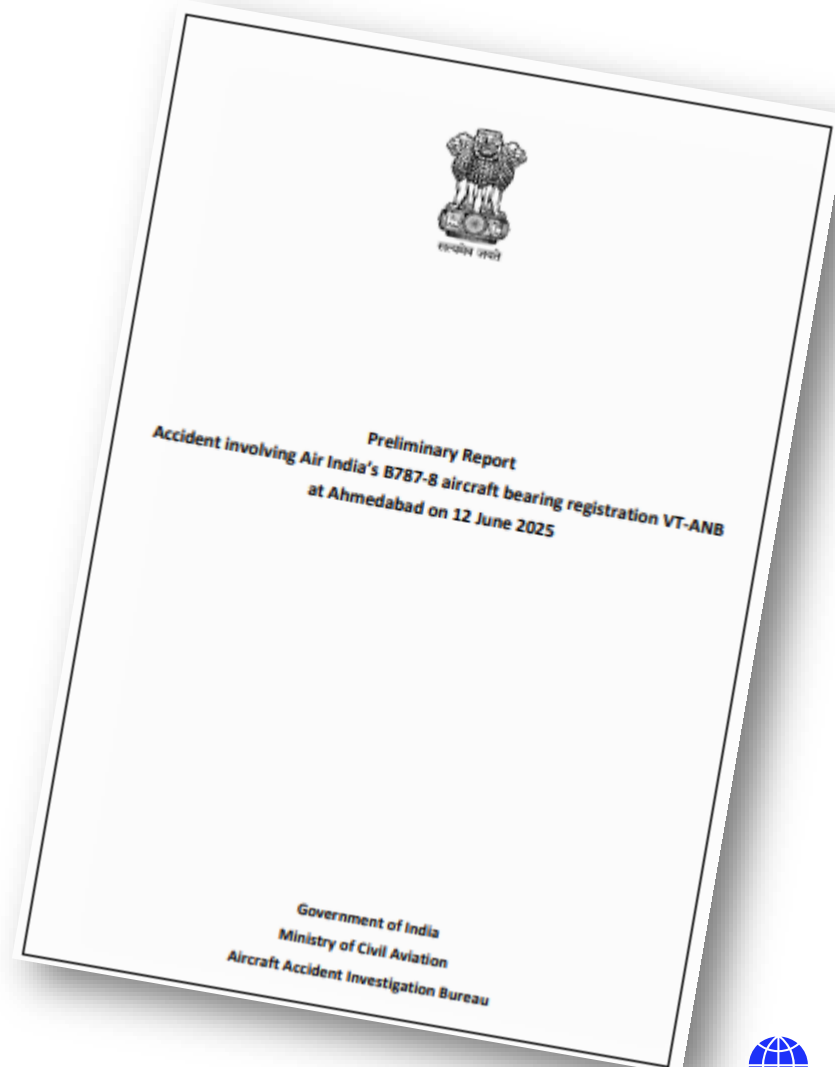 सत्यमेव जयते
Preliminary Report
Accident involving Air India's B787-8 aircraft bearing registration VT-ANB
at Ahmedabad on 12 June 2025
Government of India
Ministry of Civil Aviation
Aircraft Accident Investigation Bureau